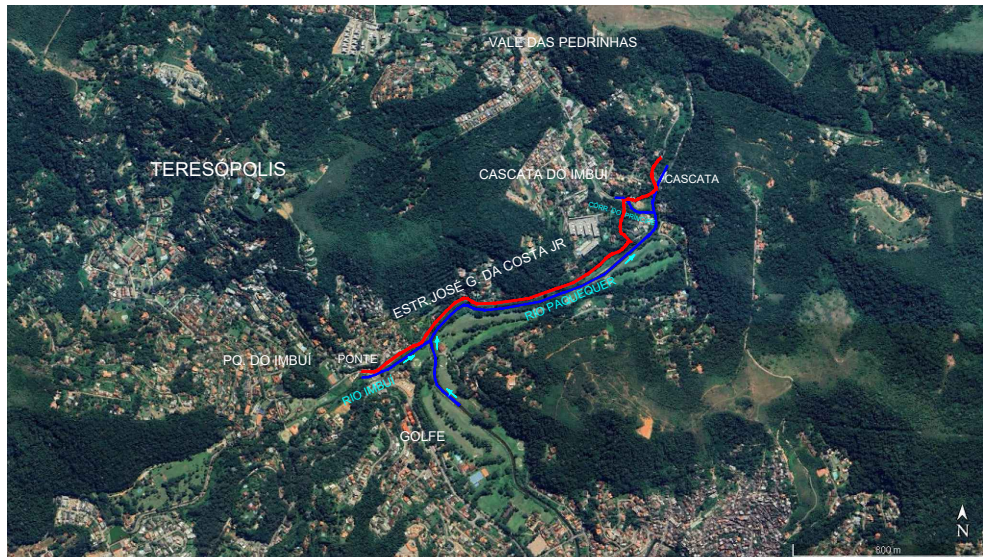 VALE DAS PEDRINHAS
TERESÓPOLIS
CASCATA DO IMBUÍ
CASCATA
ESTR.JOSÉ G. DA COSTA JR
RIO PAQUEQUER
PQ. DO IMBUÍ
PONTE
RIO IMBUÍ
GOLFE
N
800 m